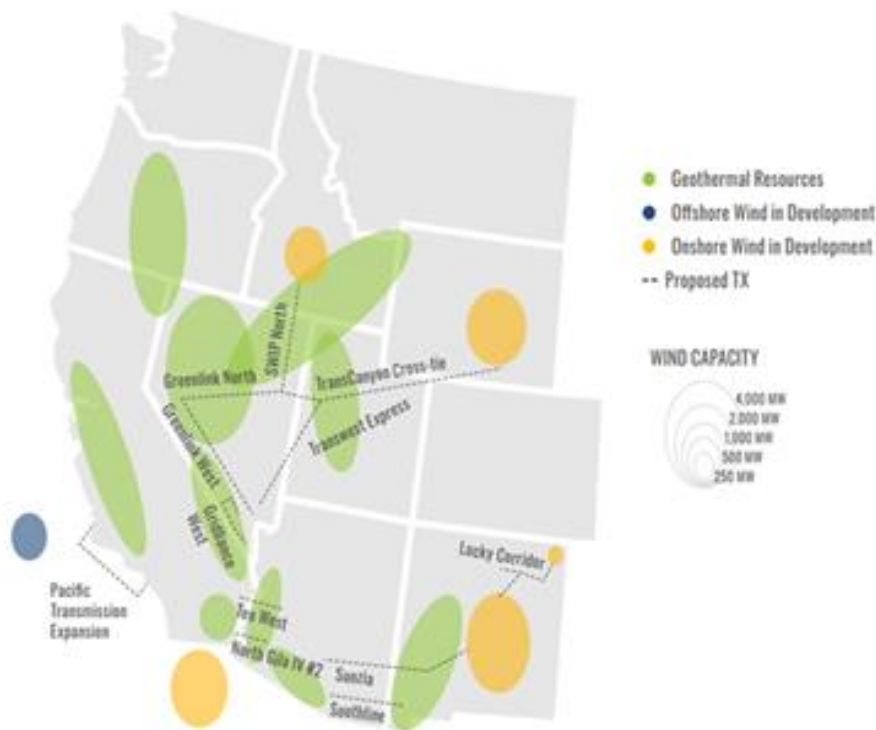 Geothermal Resources
Offshore Wind in Development
Onshore Wind in Development
-- Proposed TX
WIND CAPACITY
4,000 MW
2,000 MW
1,000 MW
500 MW
250 MW
SWIP North
Greenlink North
TransCanyon Cross-tie
Greenlink West
Transwest Express
Gridliance
West
Lucky Corridor
Pacific
Transmission
Expansion
Ten West
North Gila IV #2
Sunzia
Southline